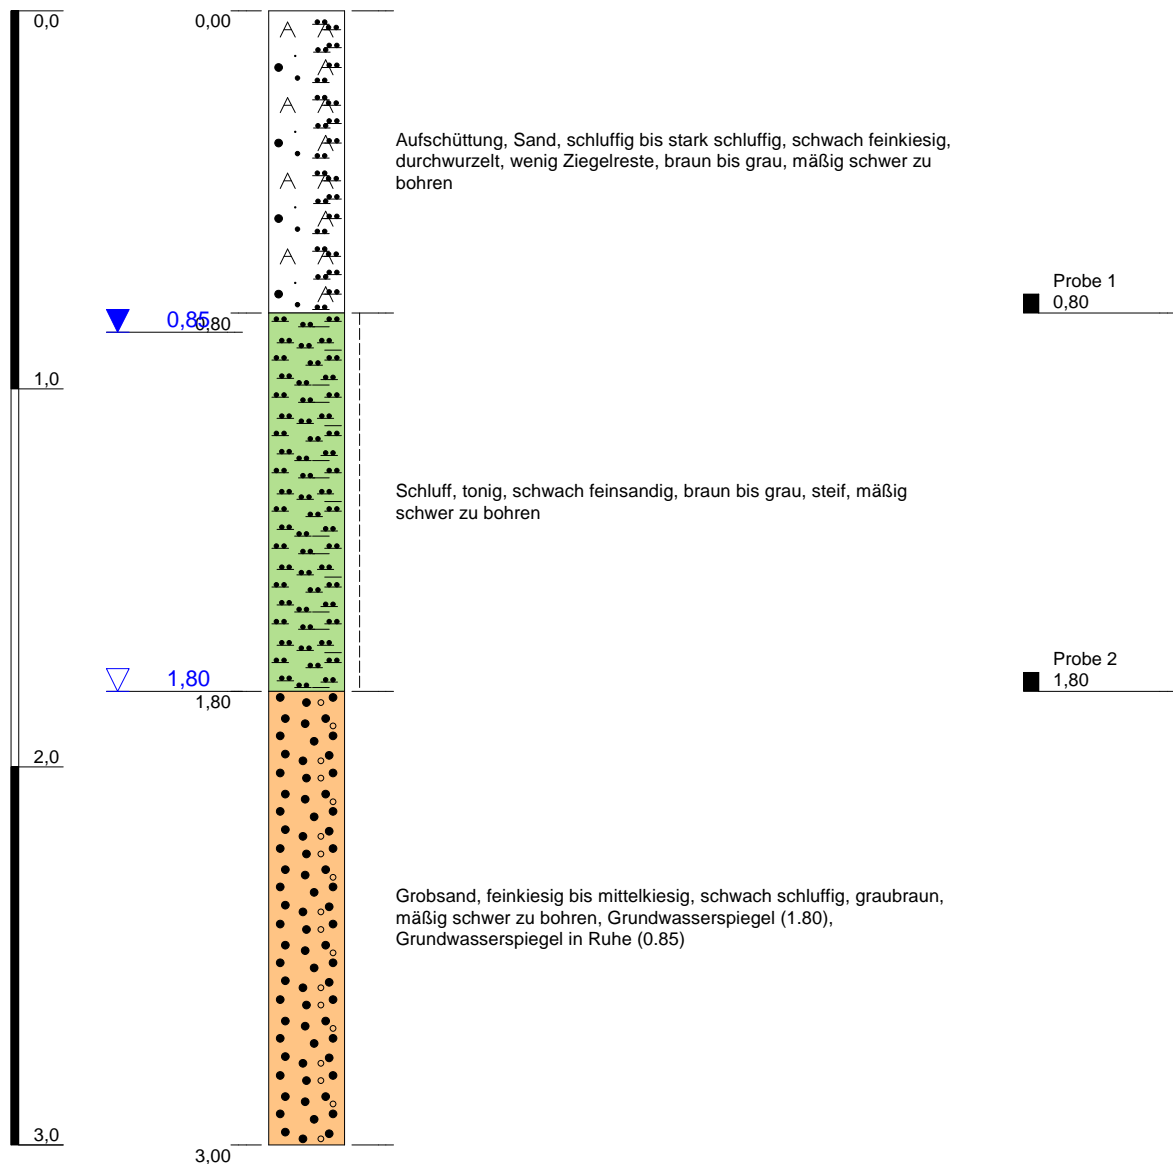 0,0
0,00
Aufschüttung, Sand, schluffig bis stark schluffig, schwach feinkiesig,
durchwurzelt, wenig Ziegelreste, braun bis grau, mäßig schwer zu
bohren
Probe 1
0,80
0,85
0,80
1,0
Schluff, tonig, schwach feinsandig, braun bis grau, steif, mäßig
schwer zu bohren
Probe 2
1,80
1,80
1,80
2,0
Grobsand, feinkiesig bis mittelkiesig, schwach schluffig, graubraun,
mäßig schwer zu bohren, Grundwasserspiegel (1.80),
Grundwasserspiegel in Ruhe (0.85)
3,0
3,00